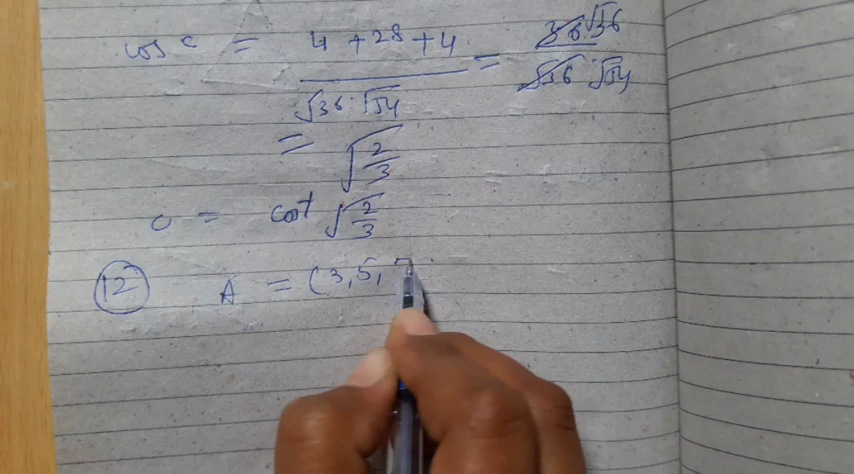 cos c = 4 + 28 + 4 / √36 · √54 = 36 √36 / √36 · √54
= √2/3
c = cos⁻¹ √2/3
12 A = (3, 5,